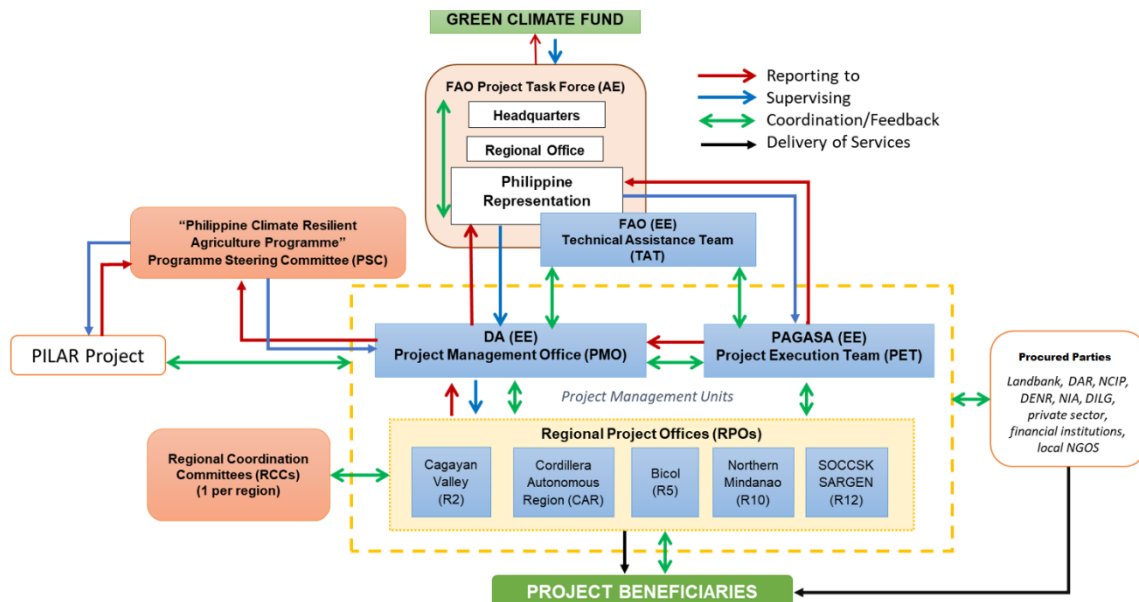 GREEN CLIMATE FUND
FAO Project Task Force (AE)
Headquarters
Regional Office
Philippine
Representation
FAO (EE)
Technical Assistance Team
(TAT)
Reporting to
Supervising
Coordination/Feedback
Delivery of Services
“Philippine Climate Resilient
Agriculture Programme”
Programme Steering Committee (PSC)
PILAR Project
DA (EE)
Project Management Office (PMO)
PAGASA (EE)
Project Execution Team (PET)
Project Management Units
Procured Parties
Landbank, DAR, NCIP,
DENR, NIA, DILG,
private sector,
financial institutions,
local NGOS
Regional Coordination
Committees (RCCs)
(1 per region)
Regional Project Offices (RPOs)
Cagayan
Valley
(R2)
Cordillera
Autonomous
Region (CAR)
Bicol
(R5)
Northern
Mindanao
(R10)
SOCCSK
SARGEN
(R12)
PROJECT BENEFICIARIES